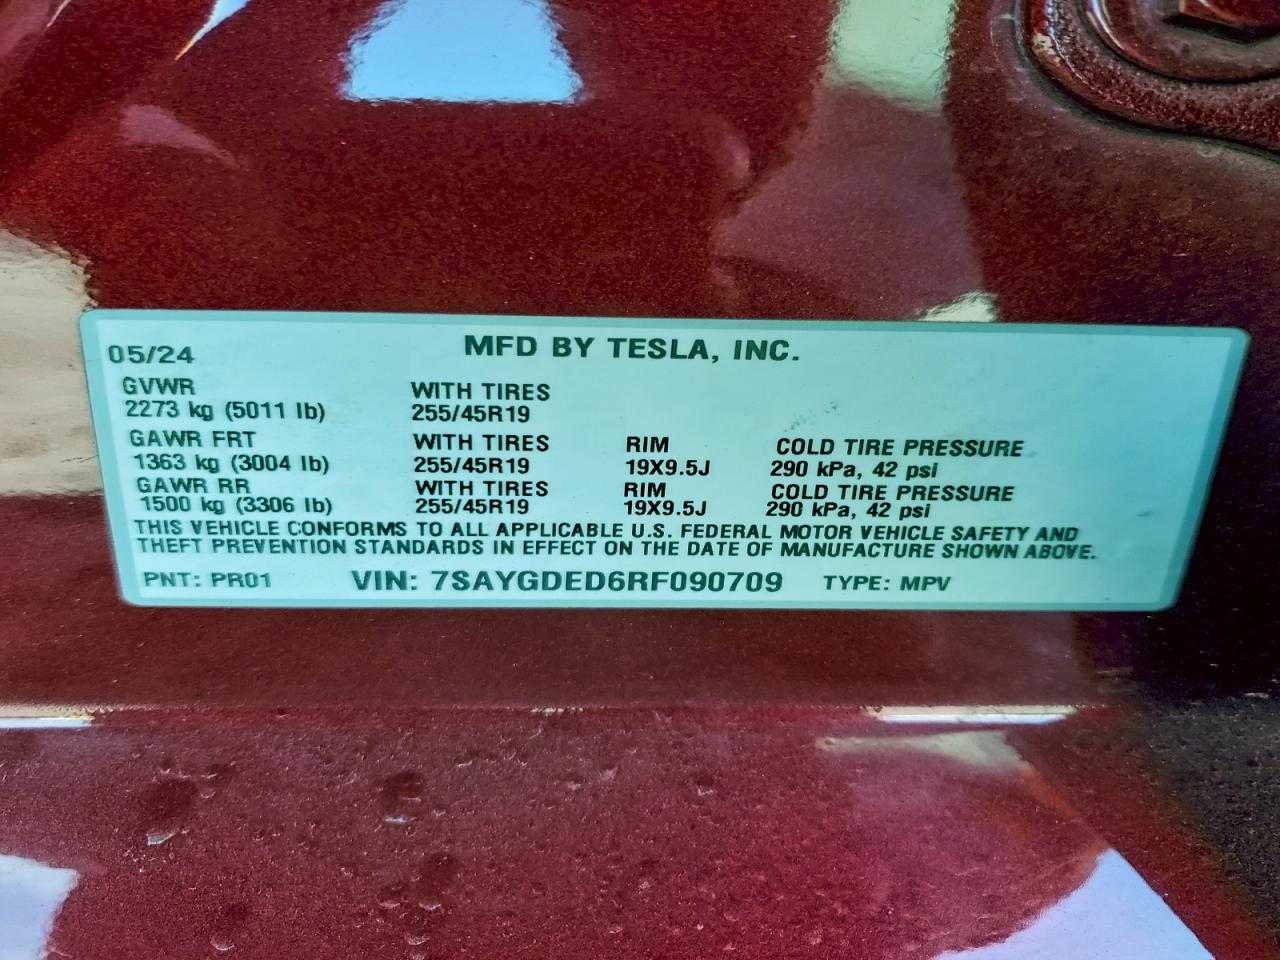 05/24 MFD BY TESLA, INC.
GVWR WITH TIRES
2273 kg (5011 lb) 255/45R19
GAWR FRT WITH TIRES RIM COLD TIRE PRESSURE
1363 kg (3004 lb) 255/45R19 19X9.5J 290 kPa, 42 psi
GAWR RR WITH TIRES RIM COLD TIRE PRESSURE
1500 kg (3306 lb) 255/45R19 19X9.5J 290 kPa, 42 psi
THIS VEHICLE CONFORMS TO ALL APPLICABLE U.S. FEDERAL MOTOR VEHICLE SAFETY AND
THEFT PREVENTION STANDARDS IN EFFECT ON THE DATE OF MANUFACTURE SHOWN ABOVE.
PNT: PR01 VIN: 7SAYGDED6RF090709 TYPE: MPV